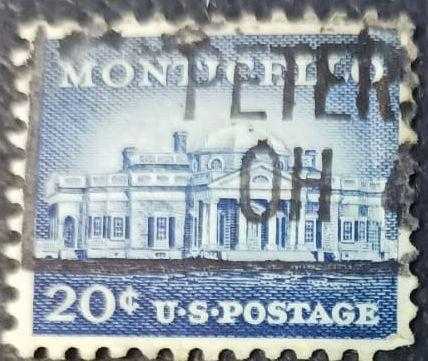 MONTICELLO
PETER
OH
20¢ U·S·POSTAGE